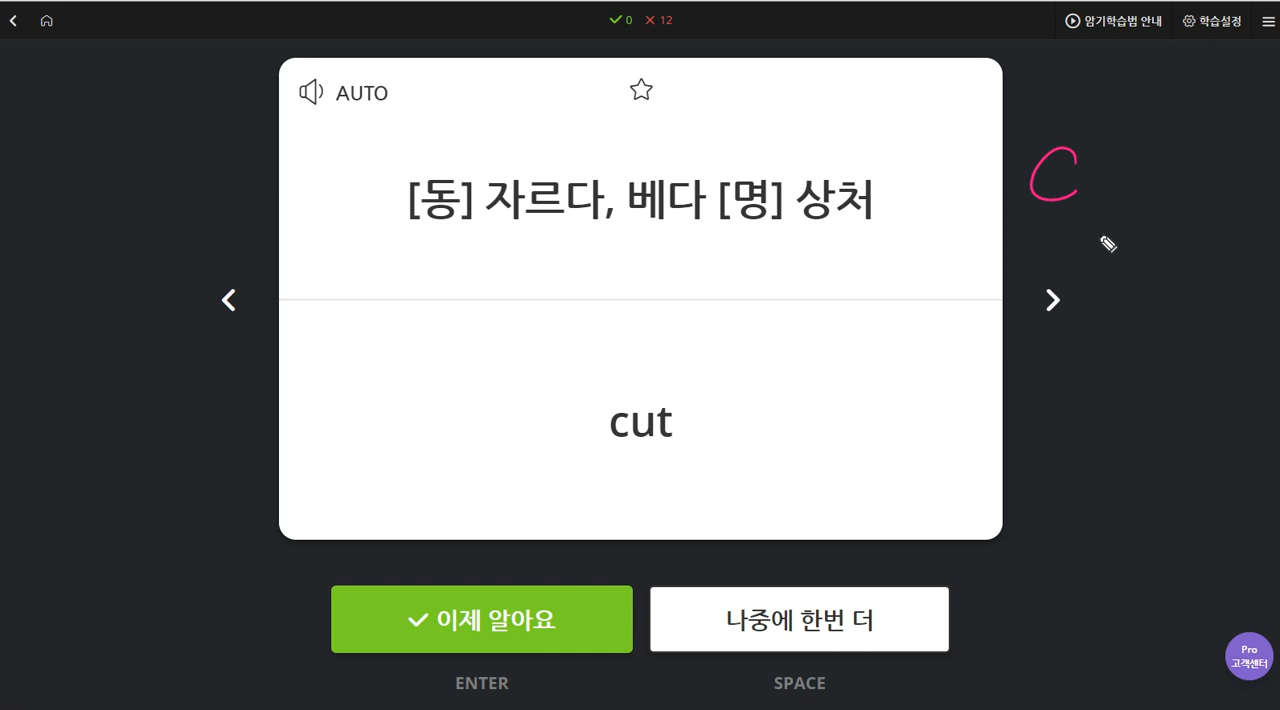 0 12 암기학습법 안내 학습설정
AUTO
[동] 자르다, 베다 [명] 상처
C
cut
이제 알아요 나중에 한번 더
Pro
고객센터
ENTER SPACE